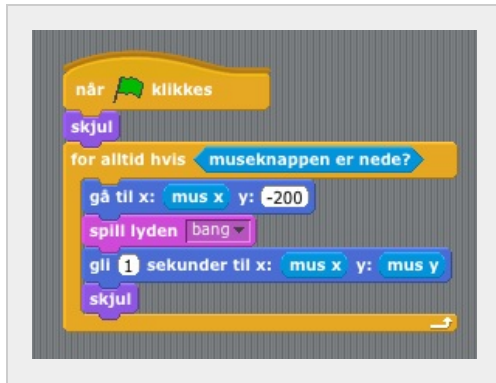 når klikkes
skjul
for alltid hvis museknappen er nede?
gå til x: mus x y: -200
spill lyden bang
gli 1 sekunder til x: mus x y: mus y
skjul